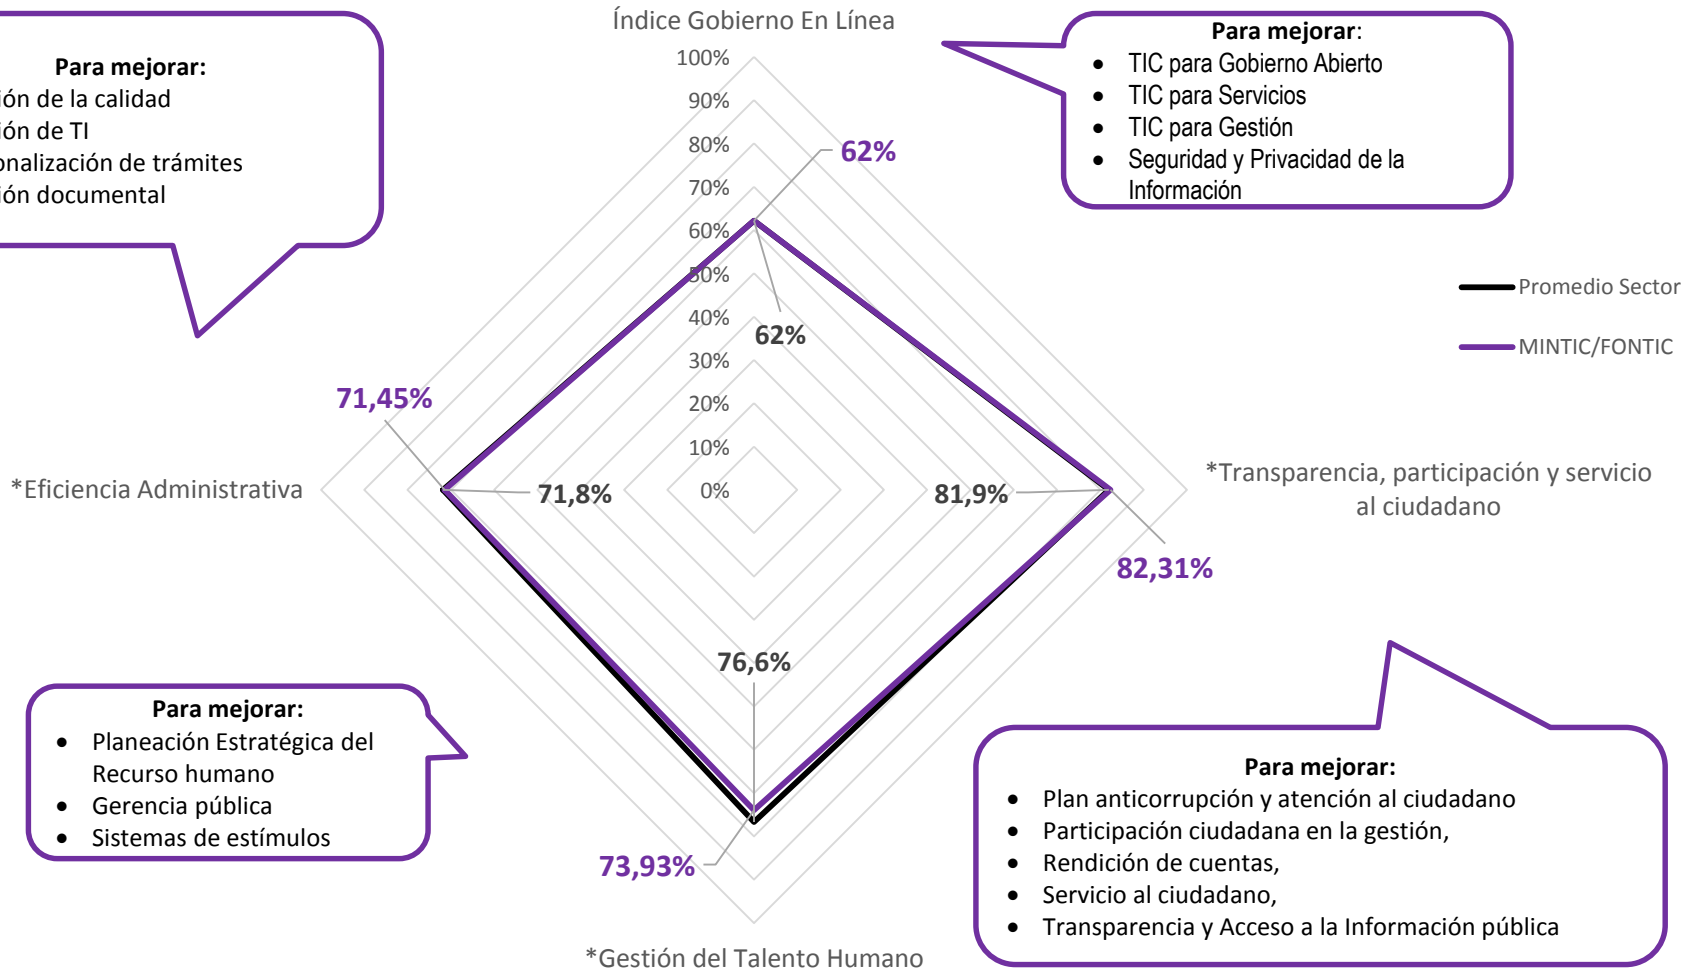 Índice Gobierno En Línea
Para mejorar:
ión de la calidad
ión de TI
onalización de trámites
ión documental
Para mejorar:
• TIC para Gobierno Abierto
• TIC para Servicios
• TIC para Gestión
• Seguridad y Privacidad de la
Información
100%
90%
80%
70%
60%
50%
40%
30%
20%
10%
0%
62%
62%
Promedio Sector
MINTIC/FONTIC
71,45%
*Eficiencia Administrativa
71,8%
81,9%
*Transparencia, participación y servicio
al ciudadano
82,31%
76,6%
73,93%
Para mejorar:
• Planeación Estratégica del
Recurso humano
• Gerencia pública
• Sistemas de estímulos
Para mejorar:
• Plan anticorrupción y atención al ciudadano
• Participación ciudadana en la gestión,
• Rendición de cuentas,
• Servicio al ciudadano,
• Transparencia y Acceso a la Información pública
*Gestión del Talento Humano